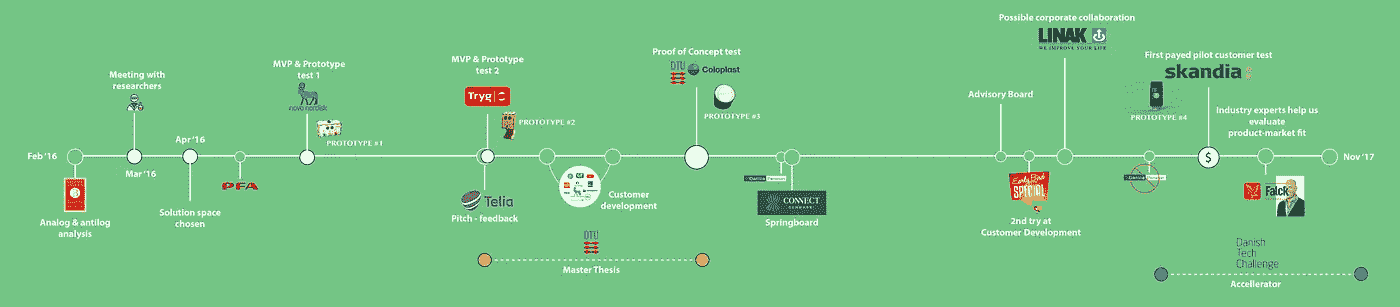 Feb '16
Analog & antilog
analysis
Meeting with
researchers
Mar '16
Apr '16
Solution space
chosen
PFA
MVP & Prototype
test 1
novo nordisk
PROTOTYPE #1
MVP & Prototype
test 2
Tryg
PROTOTYPE #2
Telia
Pitch - feedback
Customer
development
DTU
Master Thesis
Proof of Concept test
DTU
Coloplast
PROTOTYPE #3
CONNECT
Springboard
Advisory Board
Early Bird
SPECIAL
2nd try at
Customer Development
Possible corporate collaboration
LINAK
WE IMPROVE YOUR LIFE
First payed pilot customer test
skandia
PROTOTYPE #4
Industry experts help us
evaluate
product-market fit
$
Falck
Nov '17
Danish
Tech
Challenge
Accellerator